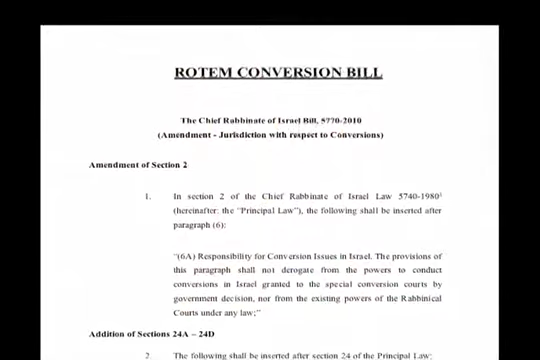 ROTEM CONVERSION BILL
The Chief Rabbinate of Israel Bill, 5770-2010
(Amendment - Jurisdiction with respect to Conversions)
Amendment of Section 2
1. In section 2 of the Chief Rabbinate of Israel Law 5740-1980¹
(hereinafter: the "Principal Law"), the following shall be inserted after
paragraph (6):
"(6A) Responsibility for Conversion Issues in Israel. The provisions of
this paragraph shall not derogate from the powers to conduct
conversions in Israel granted to the special conversion courts by
government decision, nor from the existing powers of the Rabbinical
Courts under any law;"
Addition of Sections 24A – 24D
2. The following shall be inserted after section 24 of the Principal Law: